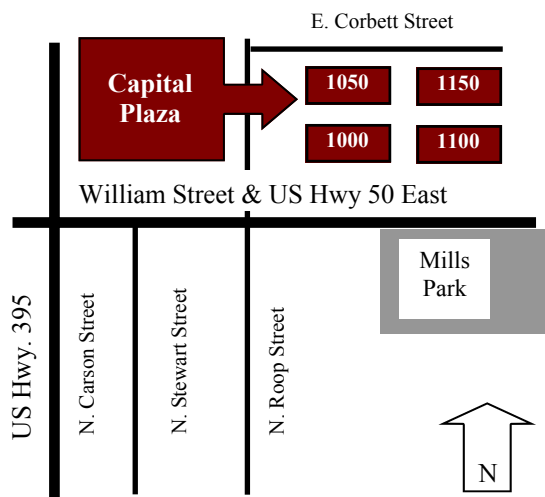 E. Corbett Street
Capital
Plaza
1050
1150
1000
1100
William Street & US Hwy 50 East
US Hwy. 395
N. Carson Street
N. Stewart Street
N. Roop Street
Mills
Park
N